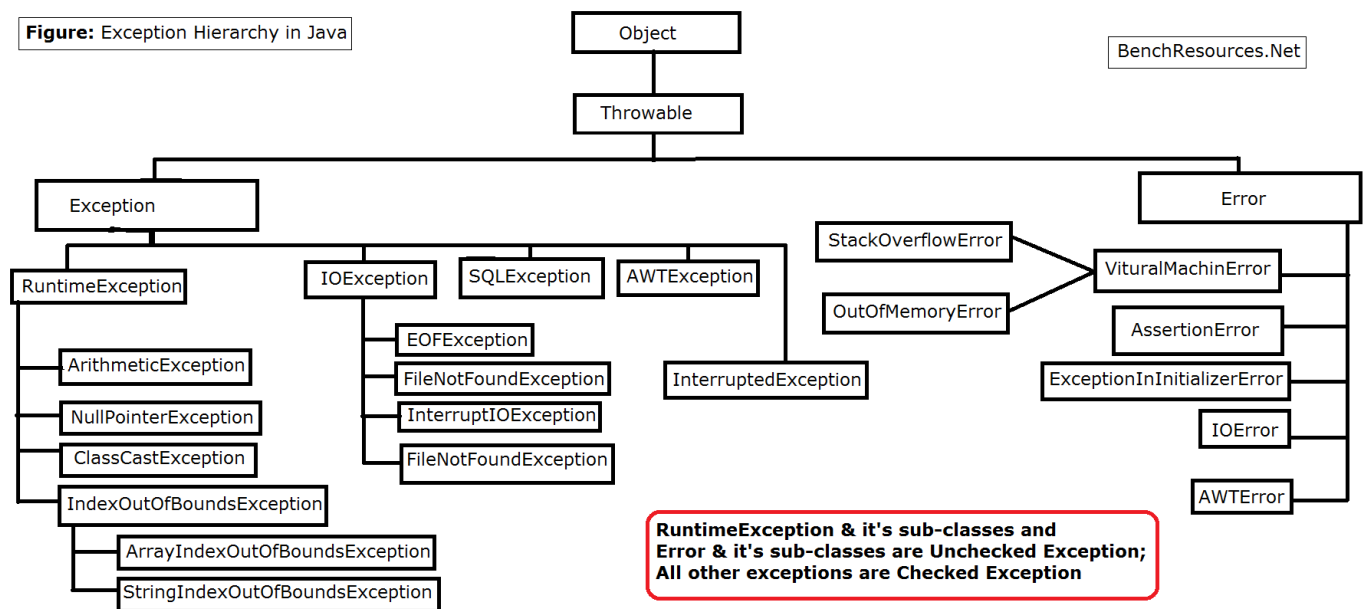 Figure: Exception Hierarchy in Java
Object
BenchResources.Net
Throwable
Exception
Error
RuntimeException
IOException
SQLException
AWTException
StackOverflowError
VituralMachinError
OutOfMemoryError
AssertionError
EOFException
ArithmeticException
FileNotFoundException
InterruptedException
ExceptionInInitializerError
NullPointerException
InterruptIOException
IOError
ClassCastException
FileNotFoundException
IndexOutOfBoundsException
AWTError
ArrayIndexOutOfBoundsException
StringIndexOutOfBoundsException
RuntimeException & it's sub-classes and
Error & it's sub-classes are Unchecked Exception;
All other exceptions are Checked Exception